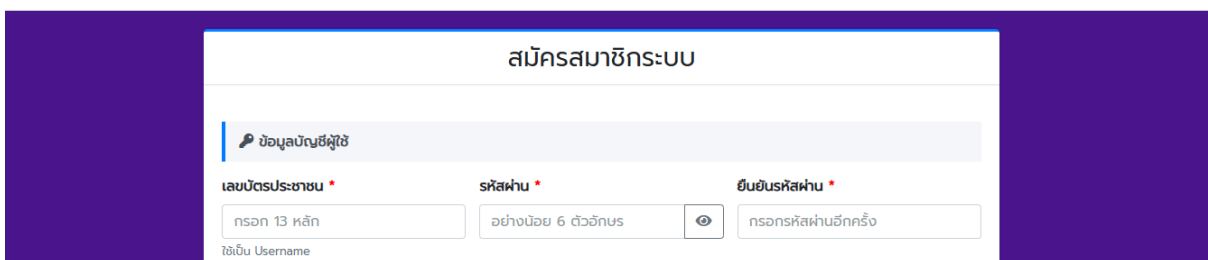 สมัครสมาชิกระบบ
ข้อมูลบัญชีผู้ใช้
เลขบัตรประชาชน * รหัสผ่าน * ยืนยันรหัสผ่าน *
กรอก 13 หลัก อย่างน้อย 6 ตัวอักษร กรอกรหัสผ่านอีกครั้ง
ใช้เป็น Username